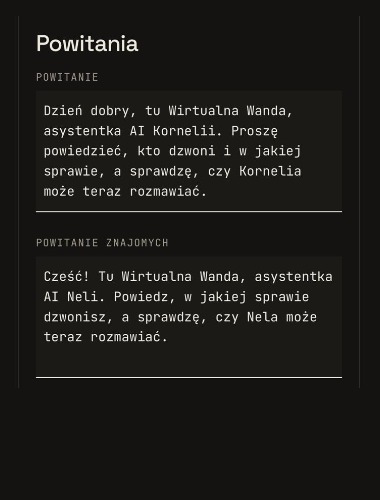 Powitania
POWITANIE
Dzień dobry, tu Wirtualna Wanda,
asystentka AI Kornelii. Proszę
powiedzieć, kto dzwoni i w jakiej
sprawie, a sprawdzę, czy Kornelia
może teraz rozmawiać.
POWITANIE ZNAJOMYCH
Cześć! Tu Wirtualna Wanda, asystentka
AI Neli. Powiedz, w jakiej sprawie
dzwonisz, a sprawdzę, czy Nela może
teraz rozmawiać.